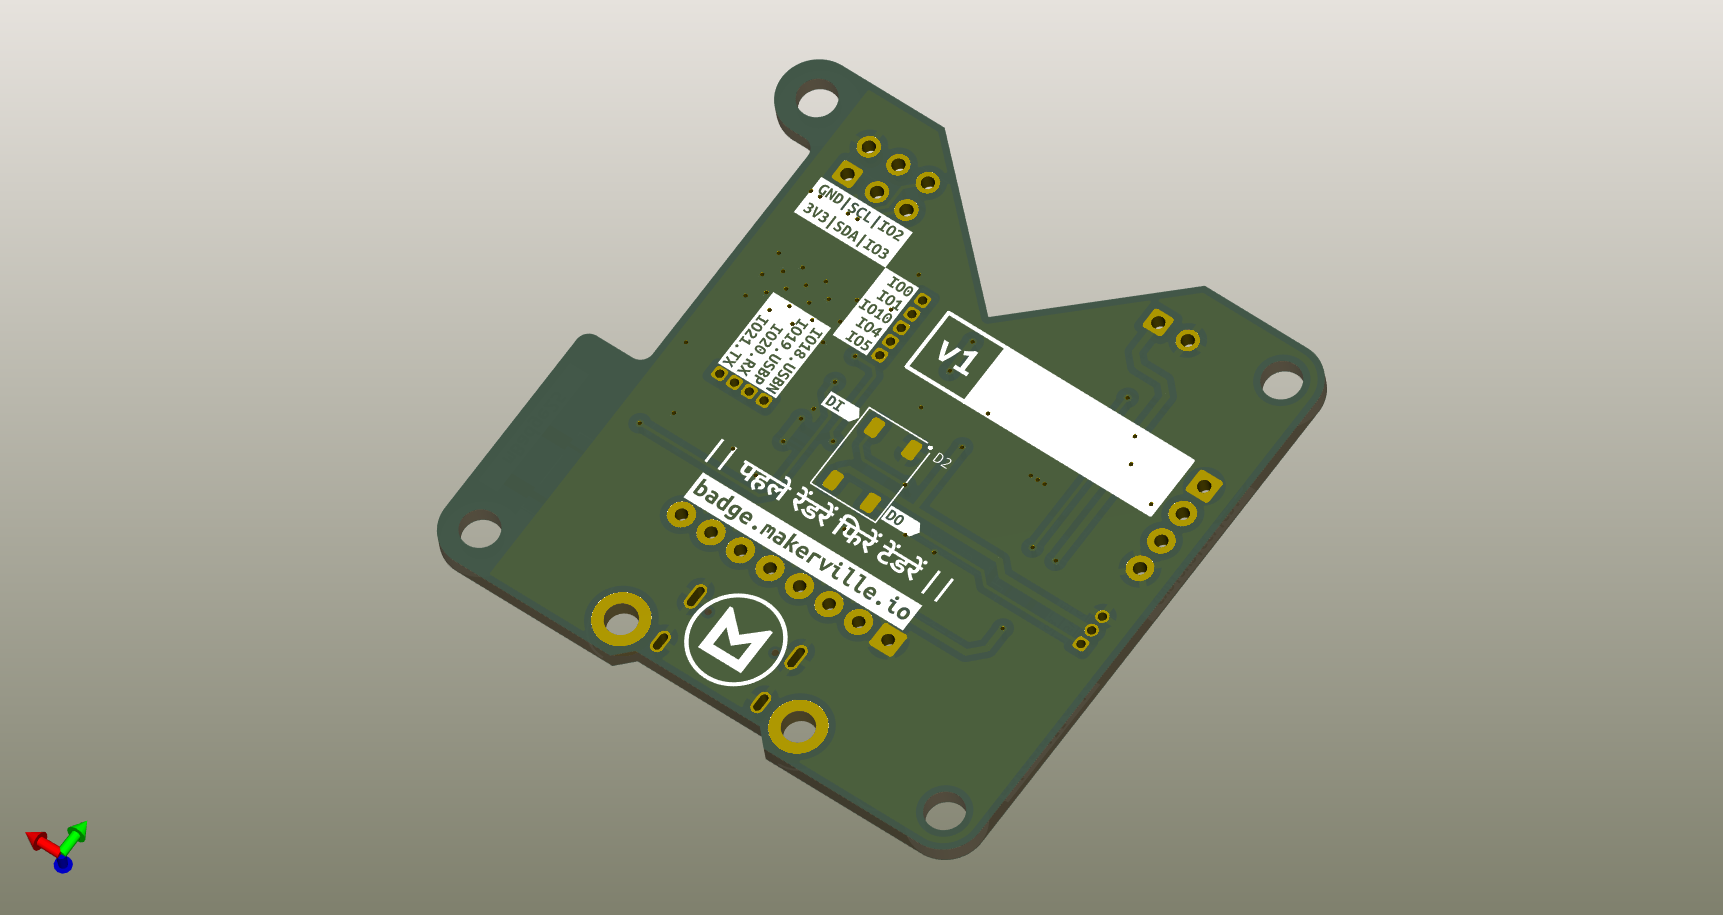 GND|SCL|IO2
3V3|SDA|IO3
IO0
IO1
IO10
IO4
IO5
IO18.USBN
IO19.USBP
IO20.RX
IO21.TX
v1
DI
D2
DO
|| पहले रेंडरें फिरें टेंडरें ||
badge.makerville.io